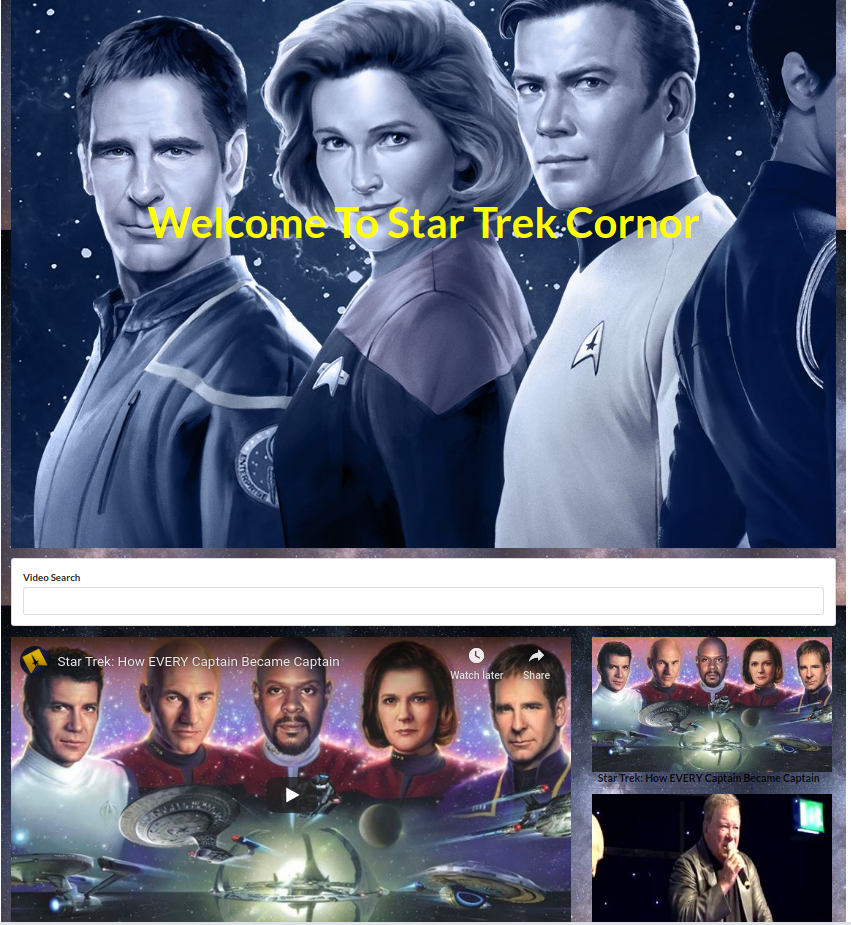 Welcome To Star Trek Cornor
ENTERPRISE
Video Search
Star Trek: How EVERY Captain Became Captain
Watch later
Share
Star Trek: How EVERY Captain Became Captain